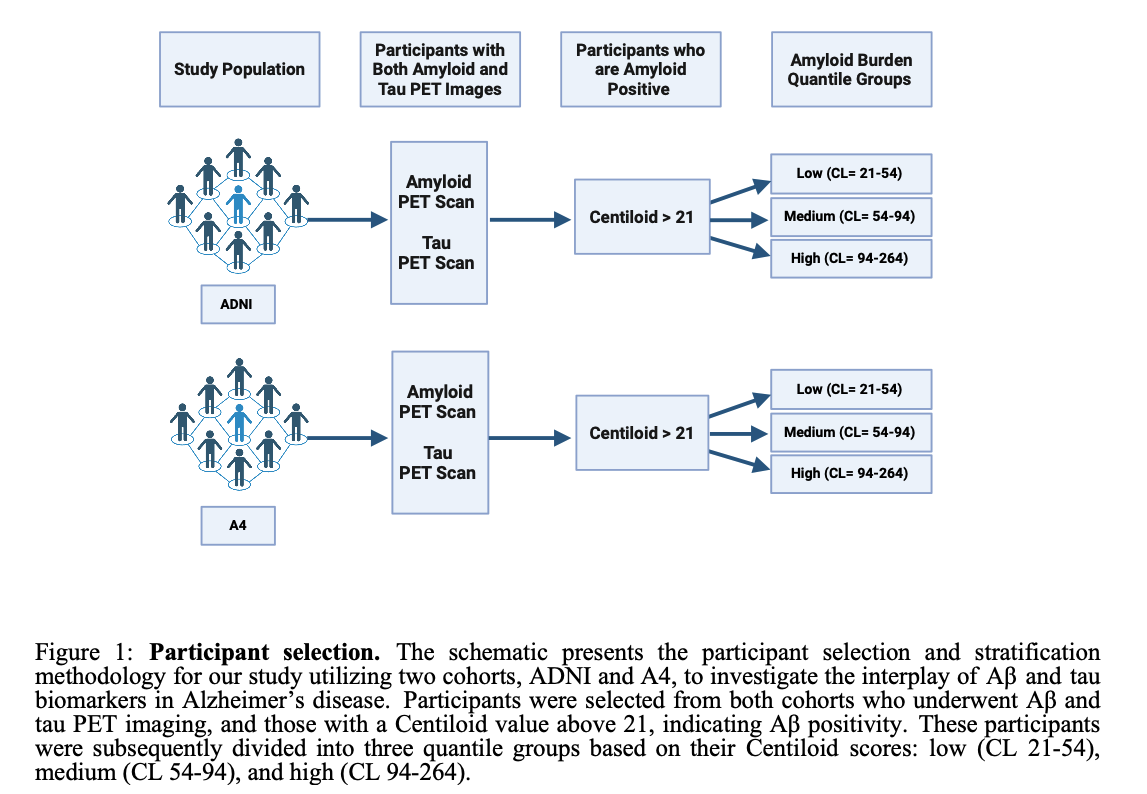 Study Population
Participants with
Both Amyloid and
Tau PET Images
Participants who
are Amyloid
Positive
Amyloid Burden
Quantile Groups
Amyloid
PET Scan
Tau
PET Scan
Centiloid > 21
Low (CL= 21-54)
Medium (CL= 54-94)
High (CL= 94-264)
ADNI
Amyloid
PET Scan
Tau
PET Scan
Centiloid > 21
Low (CL= 21-54)
Medium (CL= 54-94)
High (CL= 94-264)
A4
Figure 1: Participant selection. The schematic presents the participant selection and stratification
methodology for our study utilizing two cohorts, ADNI and A4, to investigate the interplay of Aβ and tau
biomarkers in Alzheimer's disease. Participants were selected from both cohorts who underwent Aβ and
tau PET imaging, and those with a Centiloid value above 21, indicating Aβ positivity. These participants
were subsequently divided into three quantile groups based on their Centiloid scores: low (CL 21-54),
medium (CL 54-94), and high (CL 94-264).